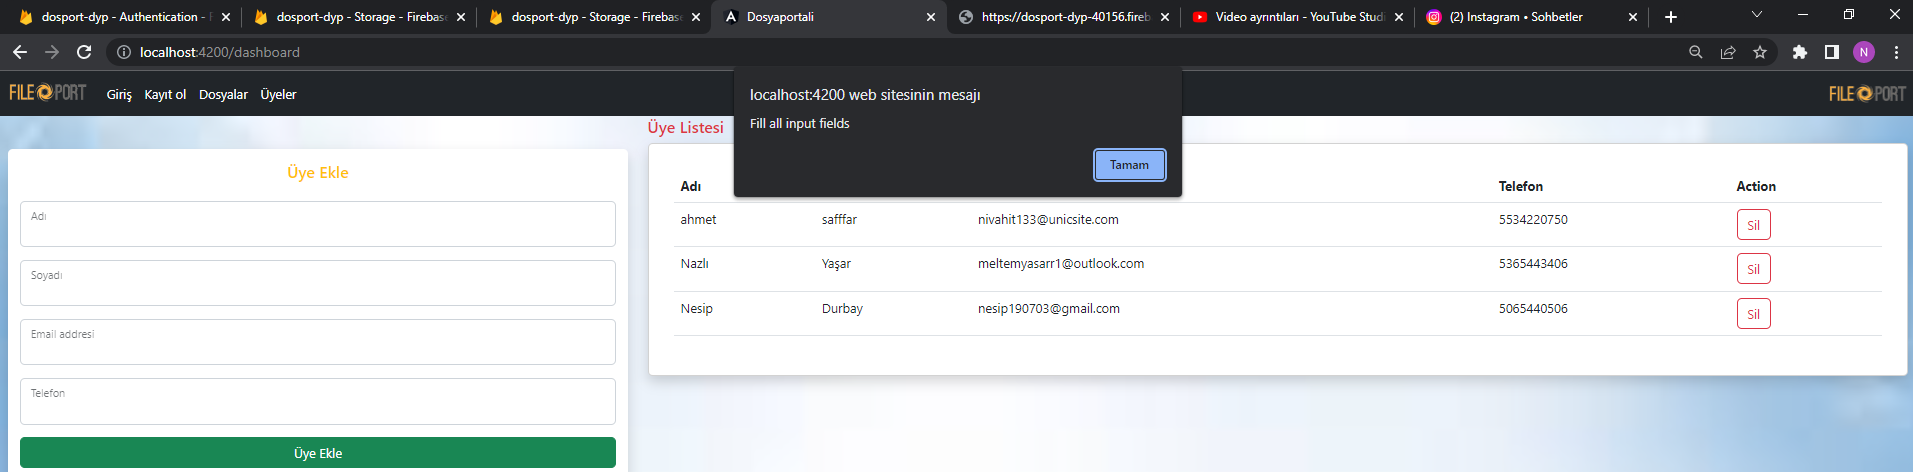 dosport-dyp - Authentication - F
dosport-dyp - Storage - Firebase
dosport-dyp - Storage - Firebase
Dosyaportali
https://dosport-dyp-40156.fireb
Video ayrıntıları - YouTube Studi
(2) Instagram • Sohbetler
localhost:4200/dashboard
N
FILE PORT
Giriş Kayıt ol Dosyalar Üyeler
FILE PORT
localhost:4200 web sitesinin mesajı
Fill all input fields
Tamam
Üye Ekle
Adı
Soyadı
Email addresi
Telefon
Üye Ekle
Üye Listesi
Adı Telefon Action
ahmet safffar nivahit133@unicsite.com 5534220750 Sil
Nazlı Yaşar meltemyasarr1@outlook.com 5365443406 Sil
Nesip Durbay nesip190703@gmail.com 5065440506 Sil